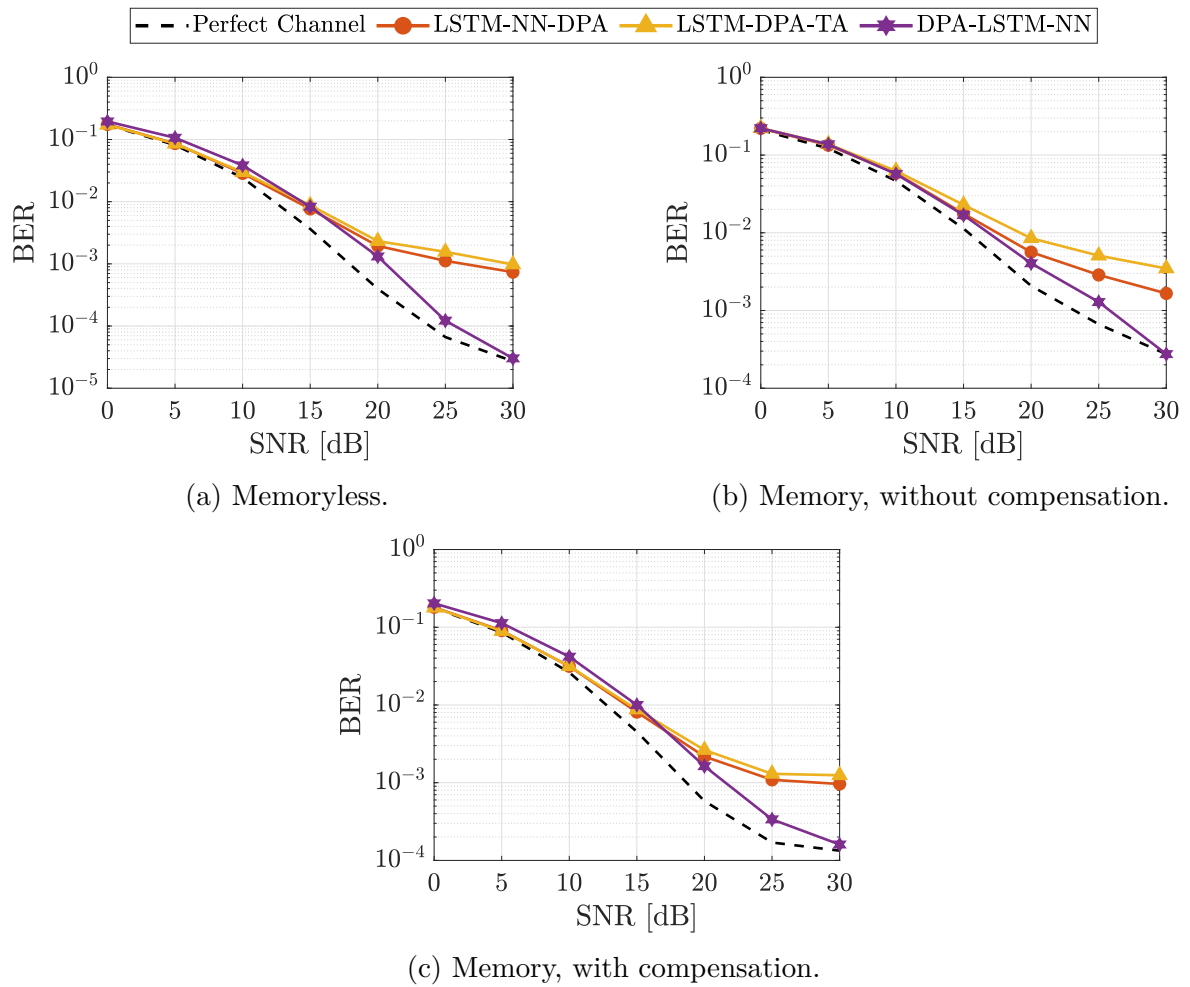 Perfect Channel LSTM-NN-DPA LSTM-DPA-TA DPA-LSTM-NN
10^0
10^-1
10^-2
10^-3
10^-4
10^-5
BER
0 5 10 15 20 25 30
SNR [dB]
(a) Memoryless.
10^0
10^-1
10^-2
10^-3
10^-4
BER
0 5 10 15 20 25 30
SNR [dB]
(b) Memory, without compensation.
10^0
10^-1
10^-2
10^-3
10^-4
BER
0 5 10 15 20 25 30
SNR [dB]
(c) Memory, with compensation.